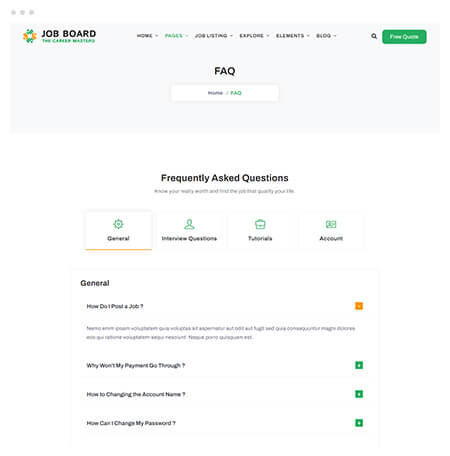 JOB BOARD
THE CAREER MASTERS
HOME PAGES JOB LISTING EXPLORE ELEMENTS BLOG Free Quote
FAQ
Home / FAQ
Frequently Asked Questions
Know your really worth and find the job that qualify your life.
General Interview Questions Tutorials Account
General
How Do I Post a Job ?
Nemo enim ipsam voluptatem quia voluptas sit aspernatur aut odit aut fugit sed quia consequuntur magni dolores
eos qui ratione voluptatem sequi nesciunt. Neque porro quisquam est.
Why Won't My Payment Go Through ?
How to Changing the Account Name ?
How Can I Change My Password ?